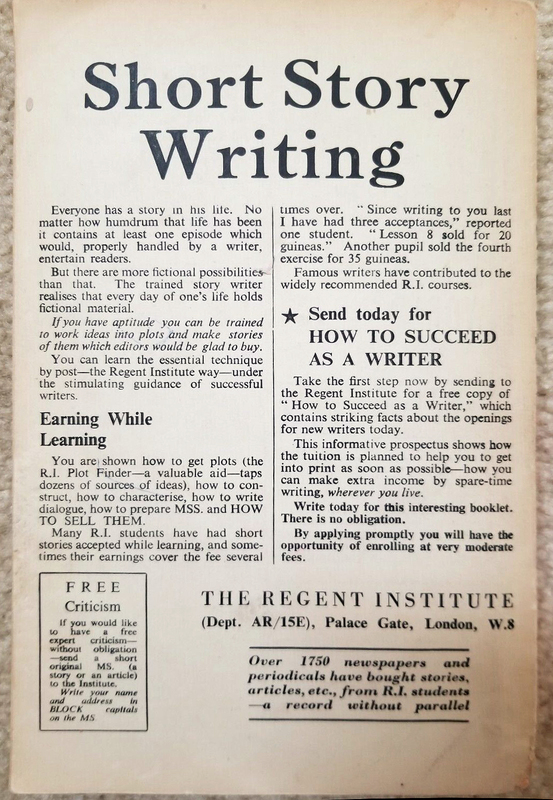 Short Story
Writing
Everyone has a story in his life. No
matter how humdrum that life has been
it contains at least one episode which
would, properly handled by a writer,
entertain readers.
But there are more fictional possibilities
than that. The trained story writer
realises that every day of one's life holds
fictional material.
If you have aptitude you can be trained
to work ideas into plots and make stories
of them which editors would be glad to buy.
You can learn the essential technique
by post—the Regent Institute way—under
the stimulating guidance of successful
writers.
Earning While
Learning
You are shown how to get plots (the
R.I. Plot Finder—a valuable aid—taps
dozens of sources of ideas), how to con-
struct, how to characterise, how to write
dialogue, how to prepare MSS. and HOW
TO SELL THEM.
Many R.I. students have had short
stories accepted while learning, and some-
times their earnings cover the fee several
times over. "Since writing to you last
I have had three acceptances," reported
one student. "Lesson 8 sold for 20
guineas." Another pupil sold the fourth
exercise for 35 guineas.
Famous writers have contributed to the
widely recommended R.I. courses.
★ Send today for
HOW TO SUCCEED
AS A WRITER
Take the first step now by sending to
the Regent Institute for a free copy of
"How to Succeed as a Writer," which
contains striking facts about the openings
for new writers today.
This informative prospectus shows how
the tuition is planned to help you to get
into print as soon as possible—how you
can make extra income by spare-time
writing, wherever you live.
Write today for this interesting booklet.
There is no obligation.
By applying promptly you will have the
opportunity of enrolling at very moderate
fees.
FREE
Criticism
If you would like
to have a free
expert criticism—
without obligation
—send a short
original MS. (a
story or an article)
to the Institute.
Write your name
and address in
BLOCK capitals
on the MS
THE REGENT INSTITUTE
(Dept. AR/15E), Palace Gate, London, W.8
Over 1750 newspapers and
periodicals have bought stories,
articles, etc., from R.I. students
—a record without parallel